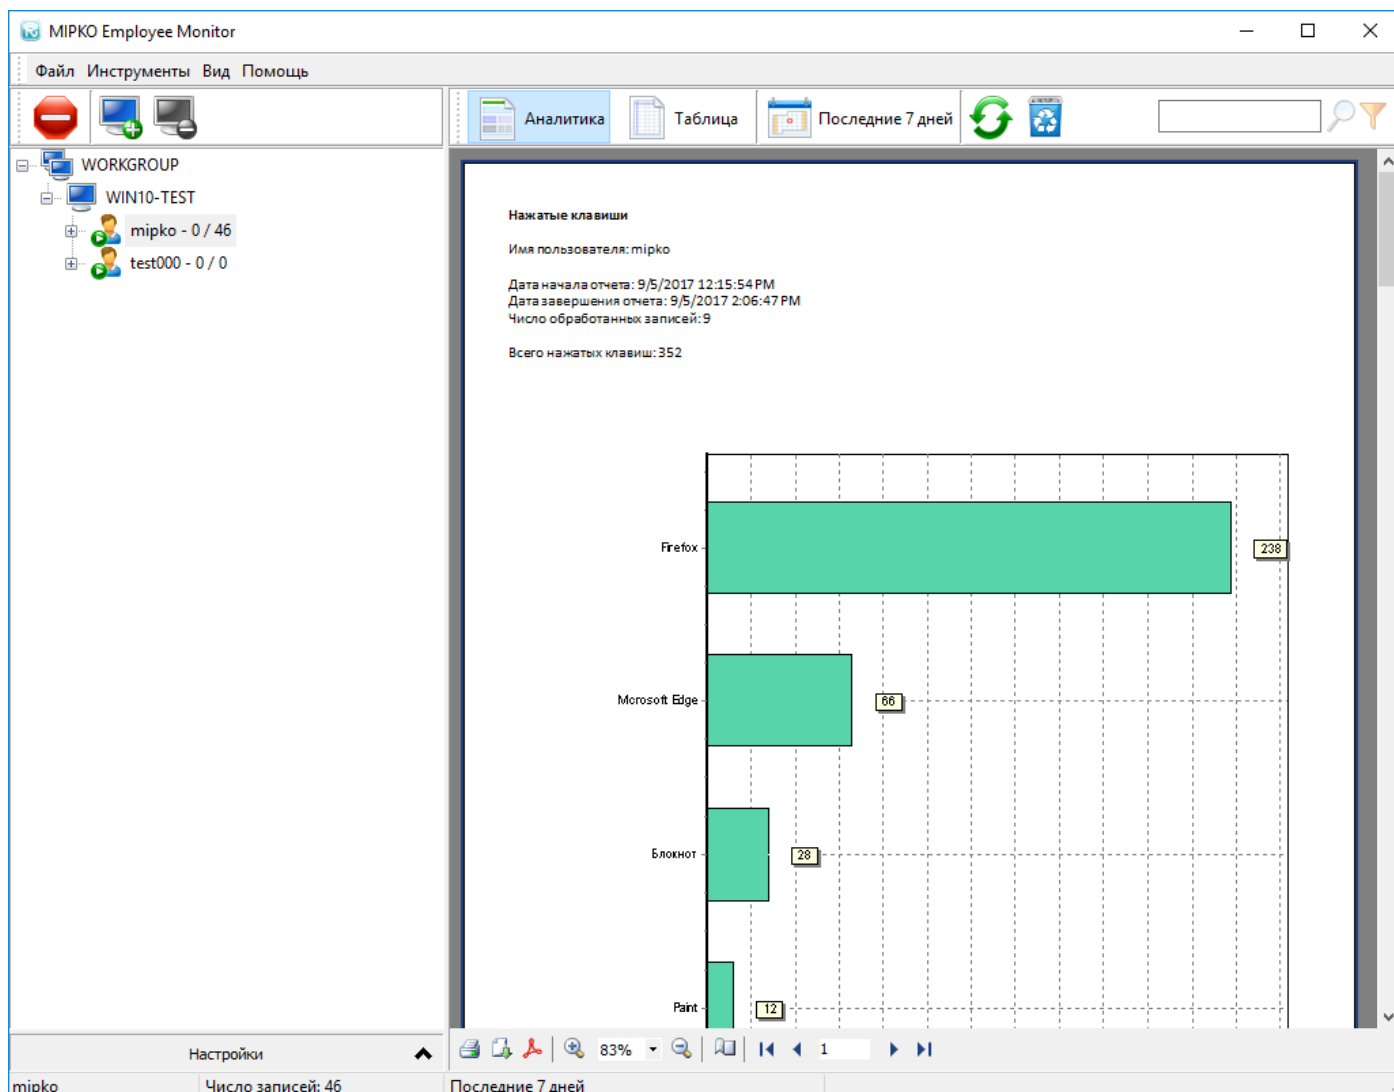 MIPKO Employee Monitor
Файл Инструменты Вид Помощь
Аналитика Таблица Последние 7 дней
WORKGROUP
WIN10-TEST
mipko - 0 / 46
test000 - 0 / 0
Нажатые клавиши
Имя пользователя: mipko
Дата начала отчета: 9/5/2017 12:15:54 PM
Дата завершения отчета: 9/5/2017 2:06:47 PM
Число обработанных записей: 9
Всего нажатых клавиш: 352
Firefox 238
Microsoft Edge 66
Блокнот 28
Paint 12
Настройки
83% 1
mipko Число записей: 46 Последние 7 дней